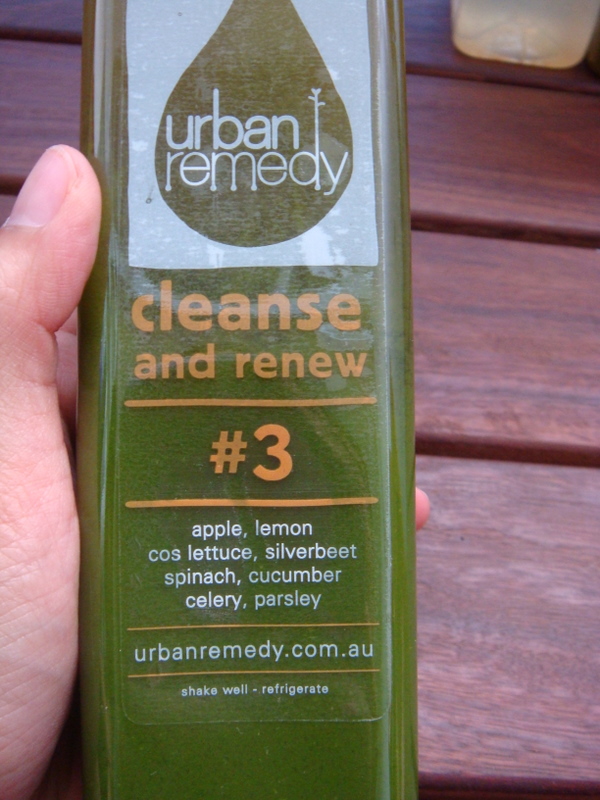 urban
remedy
cleanse
and renew
#3
apple, lemon
cos lettuce, silverbeet
spinach, cucumber
celery, parsley
urbanremedy.com.au
shake well - refrigerate